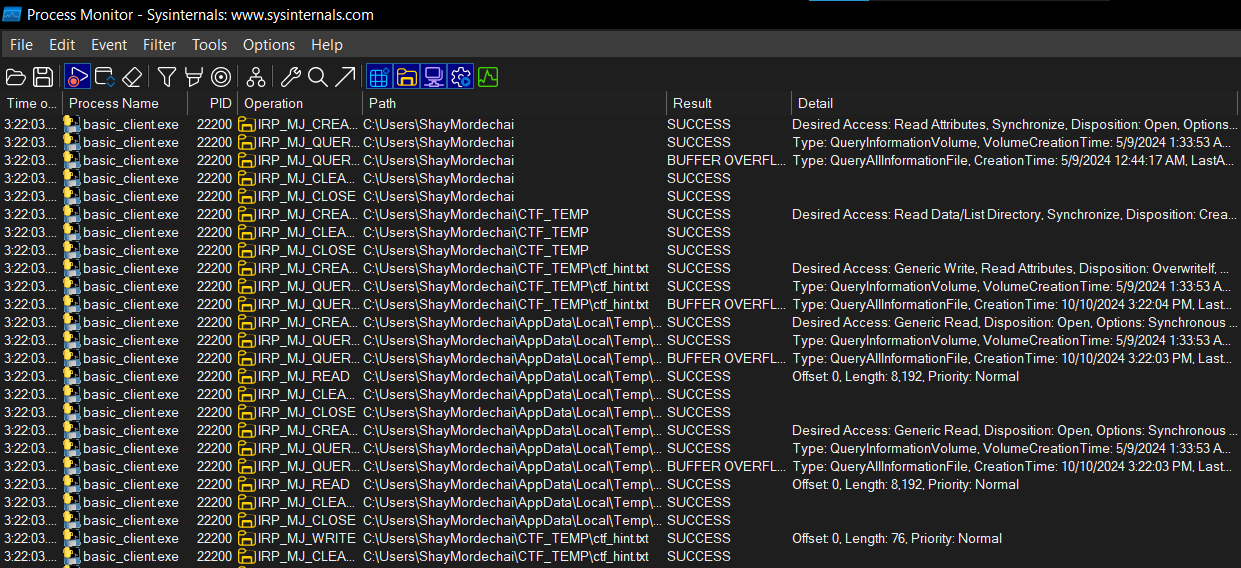 Process Monitor - Sysinternals: www.sysinternals.com
File Edit Event Filter Tools Options Help
Time o... Process Name PID Operation Path Result Detail
3:22:03.... basic_client.exe 22200 IRP_MJ_CREA... C:\Users\ShayMordechai SUCCESS Desired Access: Read Attributes, Synchronize, Disposition: Open, Options...
3:22:03.... basic_client.exe 22200 IRP_MJ_QUER... C:\Users\ShayMordechai SUCCESS Type: QueryInformationVolume, VolumeCreationTime: 5/9/2024 1:33:53 A...
3:22:03.... basic_client.exe 22200 IRP_MJ_QUER... C:\Users\ShayMordechai BUFFER OVERFL... Type: QueryAllInformationFile, CreationTime: 5/9/2024 12:44:17 AM, LastA...
3:22:03.... basic_client.exe 22200 IRP_MJ_CLEA... C:\Users\ShayMordechai SUCCESS
3:22:03.... basic_client.exe 22200 IRP_MJ_CLOSE C:\Users\ShayMordechai SUCCESS
3:22:03.... basic_client.exe 22200 IRP_MJ_CREA... C:\Users\ShayMordechai\CTF_TEMP SUCCESS Desired Access: Read Data/List Directory, Synchronize, Disposition: Crea...
3:22:03.... basic_client.exe 22200 IRP_MJ_CLEA... C:\Users\ShayMordechai\CTF_TEMP SUCCESS
3:22:03.... basic_client.exe 22200 IRP_MJ_CLOSE C:\Users\ShayMordechai\CTF_TEMP SUCCESS
3:22:03.... basic_client.exe 22200 IRP_MJ_CREA... C:\Users\ShayMordechai\CTF_TEMP\ctf_hint.txt SUCCESS Desired Access: Generic Write, Read Attributes, Disposition: OverwriteIf, ...
3:22:03.... basic_client.exe 22200 IRP_MJ_QUER... C:\Users\ShayMordechai\CTF_TEMP\ctf_hint.txt SUCCESS Type: QueryInformationVolume, VolumeCreationTime: 5/9/2024 1:33:53 A...
3:22:03.... basic_client.exe 22200 IRP_MJ_QUER... C:\Users\ShayMordechai\CTF_TEMP\ctf_hint.txt BUFFER OVERFL... Type: QueryAllInformationFile, CreationTime: 10/10/2024 3:22:04 PM, Last...
3:22:03.... basic_client.exe 22200 IRP_MJ_CREA... C:\Users\ShayMordechai\AppData\Local\Temp\... SUCCESS Desired Access: Generic Read, Disposition: Open, Options: Synchronous ...
3:22:03.... basic_client.exe 22200 IRP_MJ_QUER... C:\Users\ShayMordechai\AppData\Local\Temp\... SUCCESS Type: QueryInformationVolume, VolumeCreationTime: 5/9/2024 1:33:53 A...
3:22:03.... basic_client.exe 22200 IRP_MJ_QUER... C:\Users\ShayMordechai\AppData\Local\Temp\... BUFFER OVERFL... Type: QueryAllInformationFile, CreationTime: 10/10/2024 3:22:03 PM, Last...
3:22:03.... basic_client.exe 22200 IRP_MJ_READ C:\Users\ShayMordechai\AppData\Local\Temp\... SUCCESS Offset: 0, Length: 8,192, Priority: Normal
3:22:03.... basic_client.exe 22200 IRP_MJ_CLEA... C:\Users\ShayMordechai\AppData\Local\Temp\... SUCCESS
3:22:03.... basic_client.exe 22200 IRP_MJ_CLOSE C:\Users\ShayMordechai\AppData\Local\Temp\... SUCCESS
3:22:03.... basic_client.exe 22200 IRP_MJ_CREA... C:\Users\ShayMordechai\AppData\Local\Temp\... SUCCESS Desired Access: Generic Read, Disposition: Open, Options: Synchronous ...
3:22:03.... basic_client.exe 22200 IRP_MJ_QUER... C:\Users\ShayMordechai\AppData\Local\Temp\... SUCCESS Type: QueryInformationVolume, VolumeCreationTime: 5/9/2024 1:33:53 A...
3:22:03.... basic_client.exe 22200 IRP_MJ_QUER... C:\Users\ShayMordechai\AppData\Local\Temp\... BUFFER OVERFL... Type: QueryAllInformationFile, CreationTime: 10/10/2024 3:22:03 PM, Last...
3:22:03.... basic_client.exe 22200 IRP_MJ_READ C:\Users\ShayMordechai\AppData\Local\Temp\... SUCCESS Offset: 0, Length: 8,192, Priority: Normal
3:22:03.... basic_client.exe 22200 IRP_MJ_CLEA... C:\Users\ShayMordechai\AppData\Local\Temp\... SUCCESS
3:22:03.... basic_client.exe 22200 IRP_MJ_CLOSE C:\Users\ShayMordechai\AppData\Local\Temp\... SUCCESS
3:22:03.... basic_client.exe 22200 IRP_MJ_WRITE C:\Users\ShayMordechai\CTF_TEMP\ctf_hint.txt SUCCESS Offset: 0, Length: 76, Priority: Normal
3:22:03.... basic_client.exe 22200 IRP_MJ_CLEA... C:\Users\ShayMordechai\CTF_TEMP\ctf_hint.txt SUCCESS